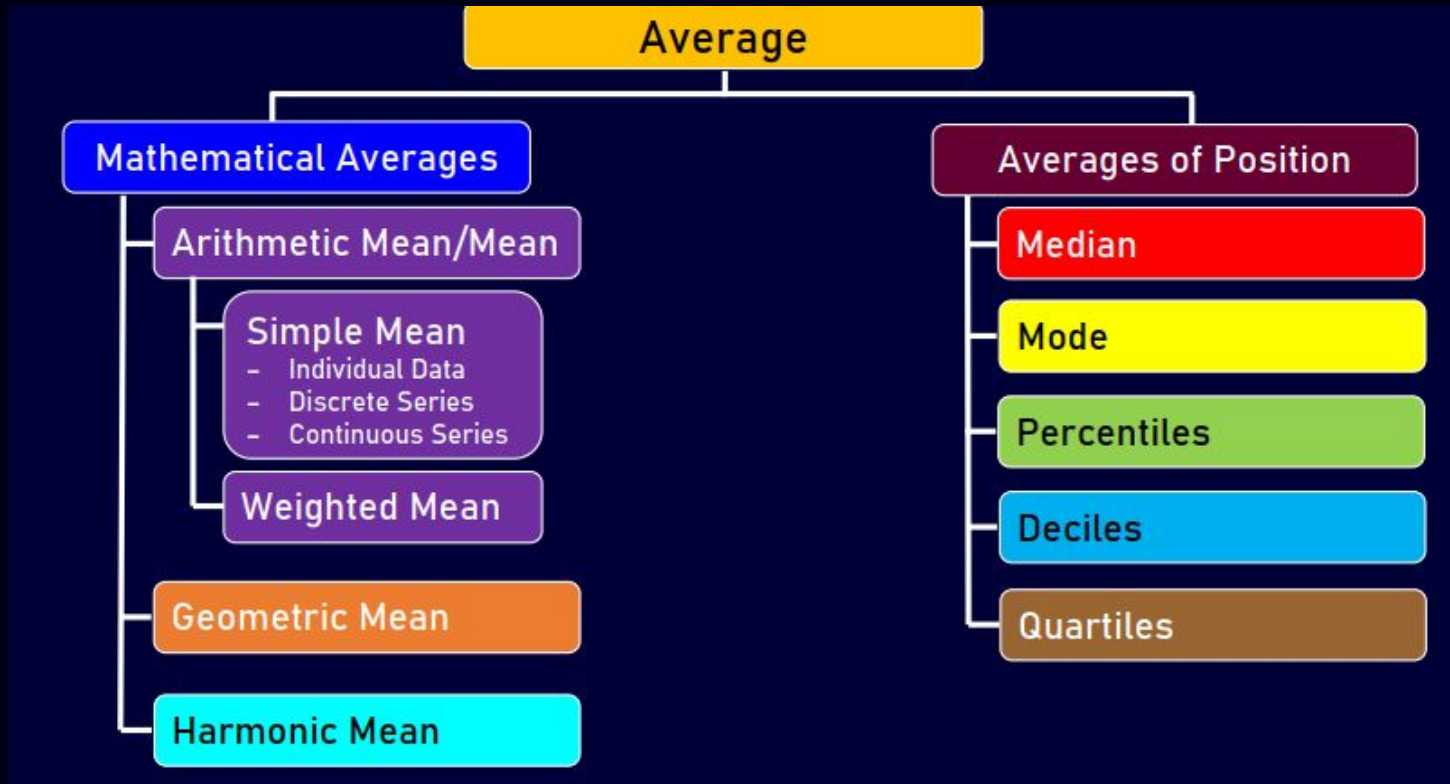 Average
Mathematical Averages
Arithmetic Mean/Mean
Simple Mean
- Individual Data
- Discrete Series
- Continuous Series
Weighted Mean
Geometric Mean
Harmonic Mean
Averages of Position
Median
Mode
Percentiles
Deciles
Quartiles